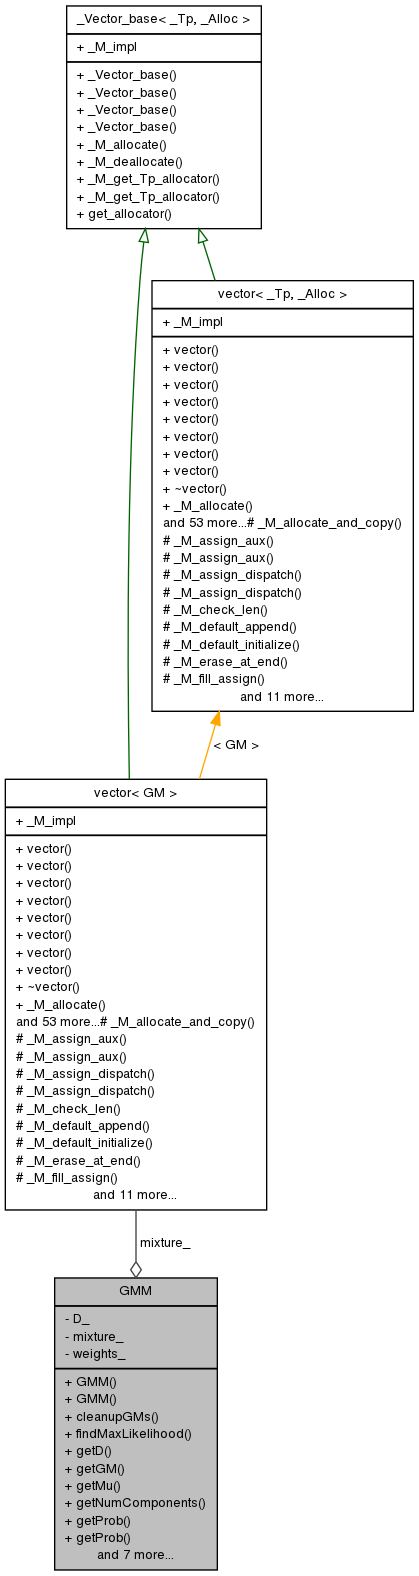 _Vector_base< _Tp, _Alloc >
+ _M_impl
+ _Vector_base()
+ _Vector_base()
+ _Vector_base()
+ _Vector_base()
+ _M_allocate()
+ _M_deallocate()
+ _M_get_Tp_allocator()
+ _M_get_Tp_allocator()
+ get_allocator()
vector< _Tp, _Alloc >
+ _M_impl
+ vector()
+ vector()
+ vector()
+ vector()
+ vector()
+ vector()
+ vector()
+ vector()
+ ~vector()
+ _M_allocate()
and 53 more...# _M_allocate_and_copy()
# _M_assign_aux()
# _M_assign_aux()
# _M_assign_dispatch()
# _M_assign_dispatch()
# _M_check_len()
# _M_default_append()
# _M_default_initialize()
# _M_erase_at_end()
# _M_fill_assign()
and 11 more...
< GM >
vector< GM >
+ _M_impl
+ vector()
+ vector()
+ vector()
+ vector()
+ vector()
+ vector()
+ vector()
+ vector()
+ ~vector()
+ _M_allocate()
and 53 more...# _M_allocate_and_copy()
# _M_assign_aux()
# _M_assign_aux()
# _M_assign_dispatch()
# _M_assign_dispatch()
# _M_check_len()
# _M_default_append()
# _M_default_initialize()
# _M_erase_at_end()
# _M_fill_assign()
and 11 more...
mixture_
GMM
- D_
- mixture_
- weights_
+ GMM()
+ GMM()
+ cleanupGMs()
+ findMaxLikelihood()
+ getD()
+ getGM()
+ getMu()
+ getNumComponents()
+ getProb()
+ getProb()
and 7 more...